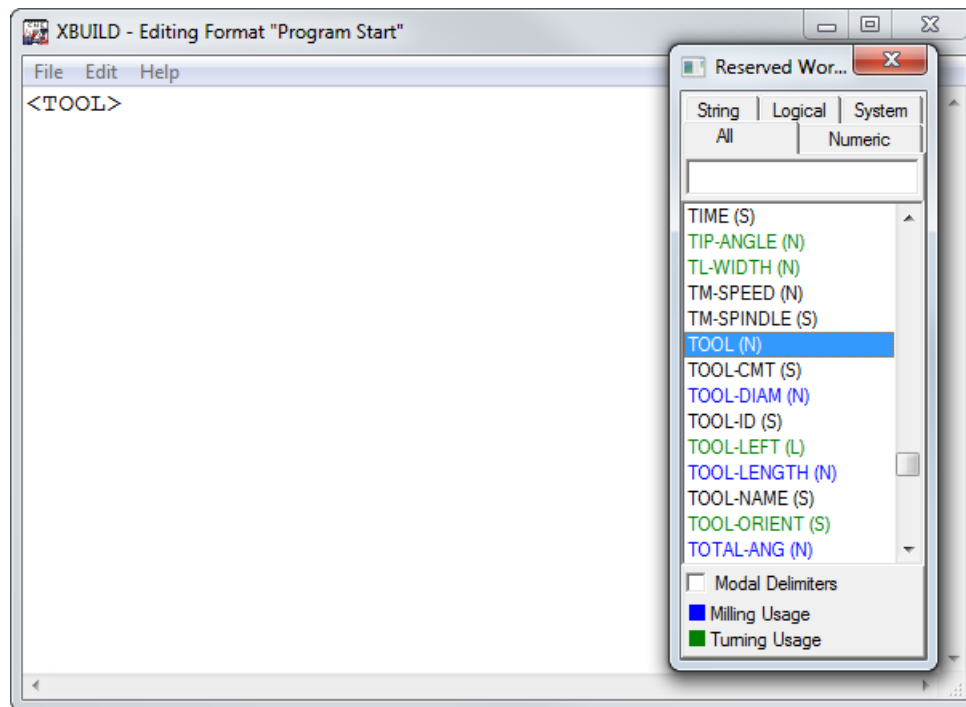 XBUILD - Editing Format "Program Start"
File Edit Help
<TOOL>
Reserved Wor...
String Logical System
All Numeric
TIME (S)
TIP-ANGLE (N)
TL-WIDTH (N)
TM-SPEED (N)
TM-SPINDLE (S)
TOOL (N)
TOOL-CMT (S)
TOOL-DIAM (N)
TOOL-ID (S)
TOOL-LEFT (L)
TOOL-LENGTH (N)
TOOL-NAME (S)
TOOL-ORIENT (S)
TOTAL-ANG (N)
Modal Delimiters
Milling Usage
Turning Usage